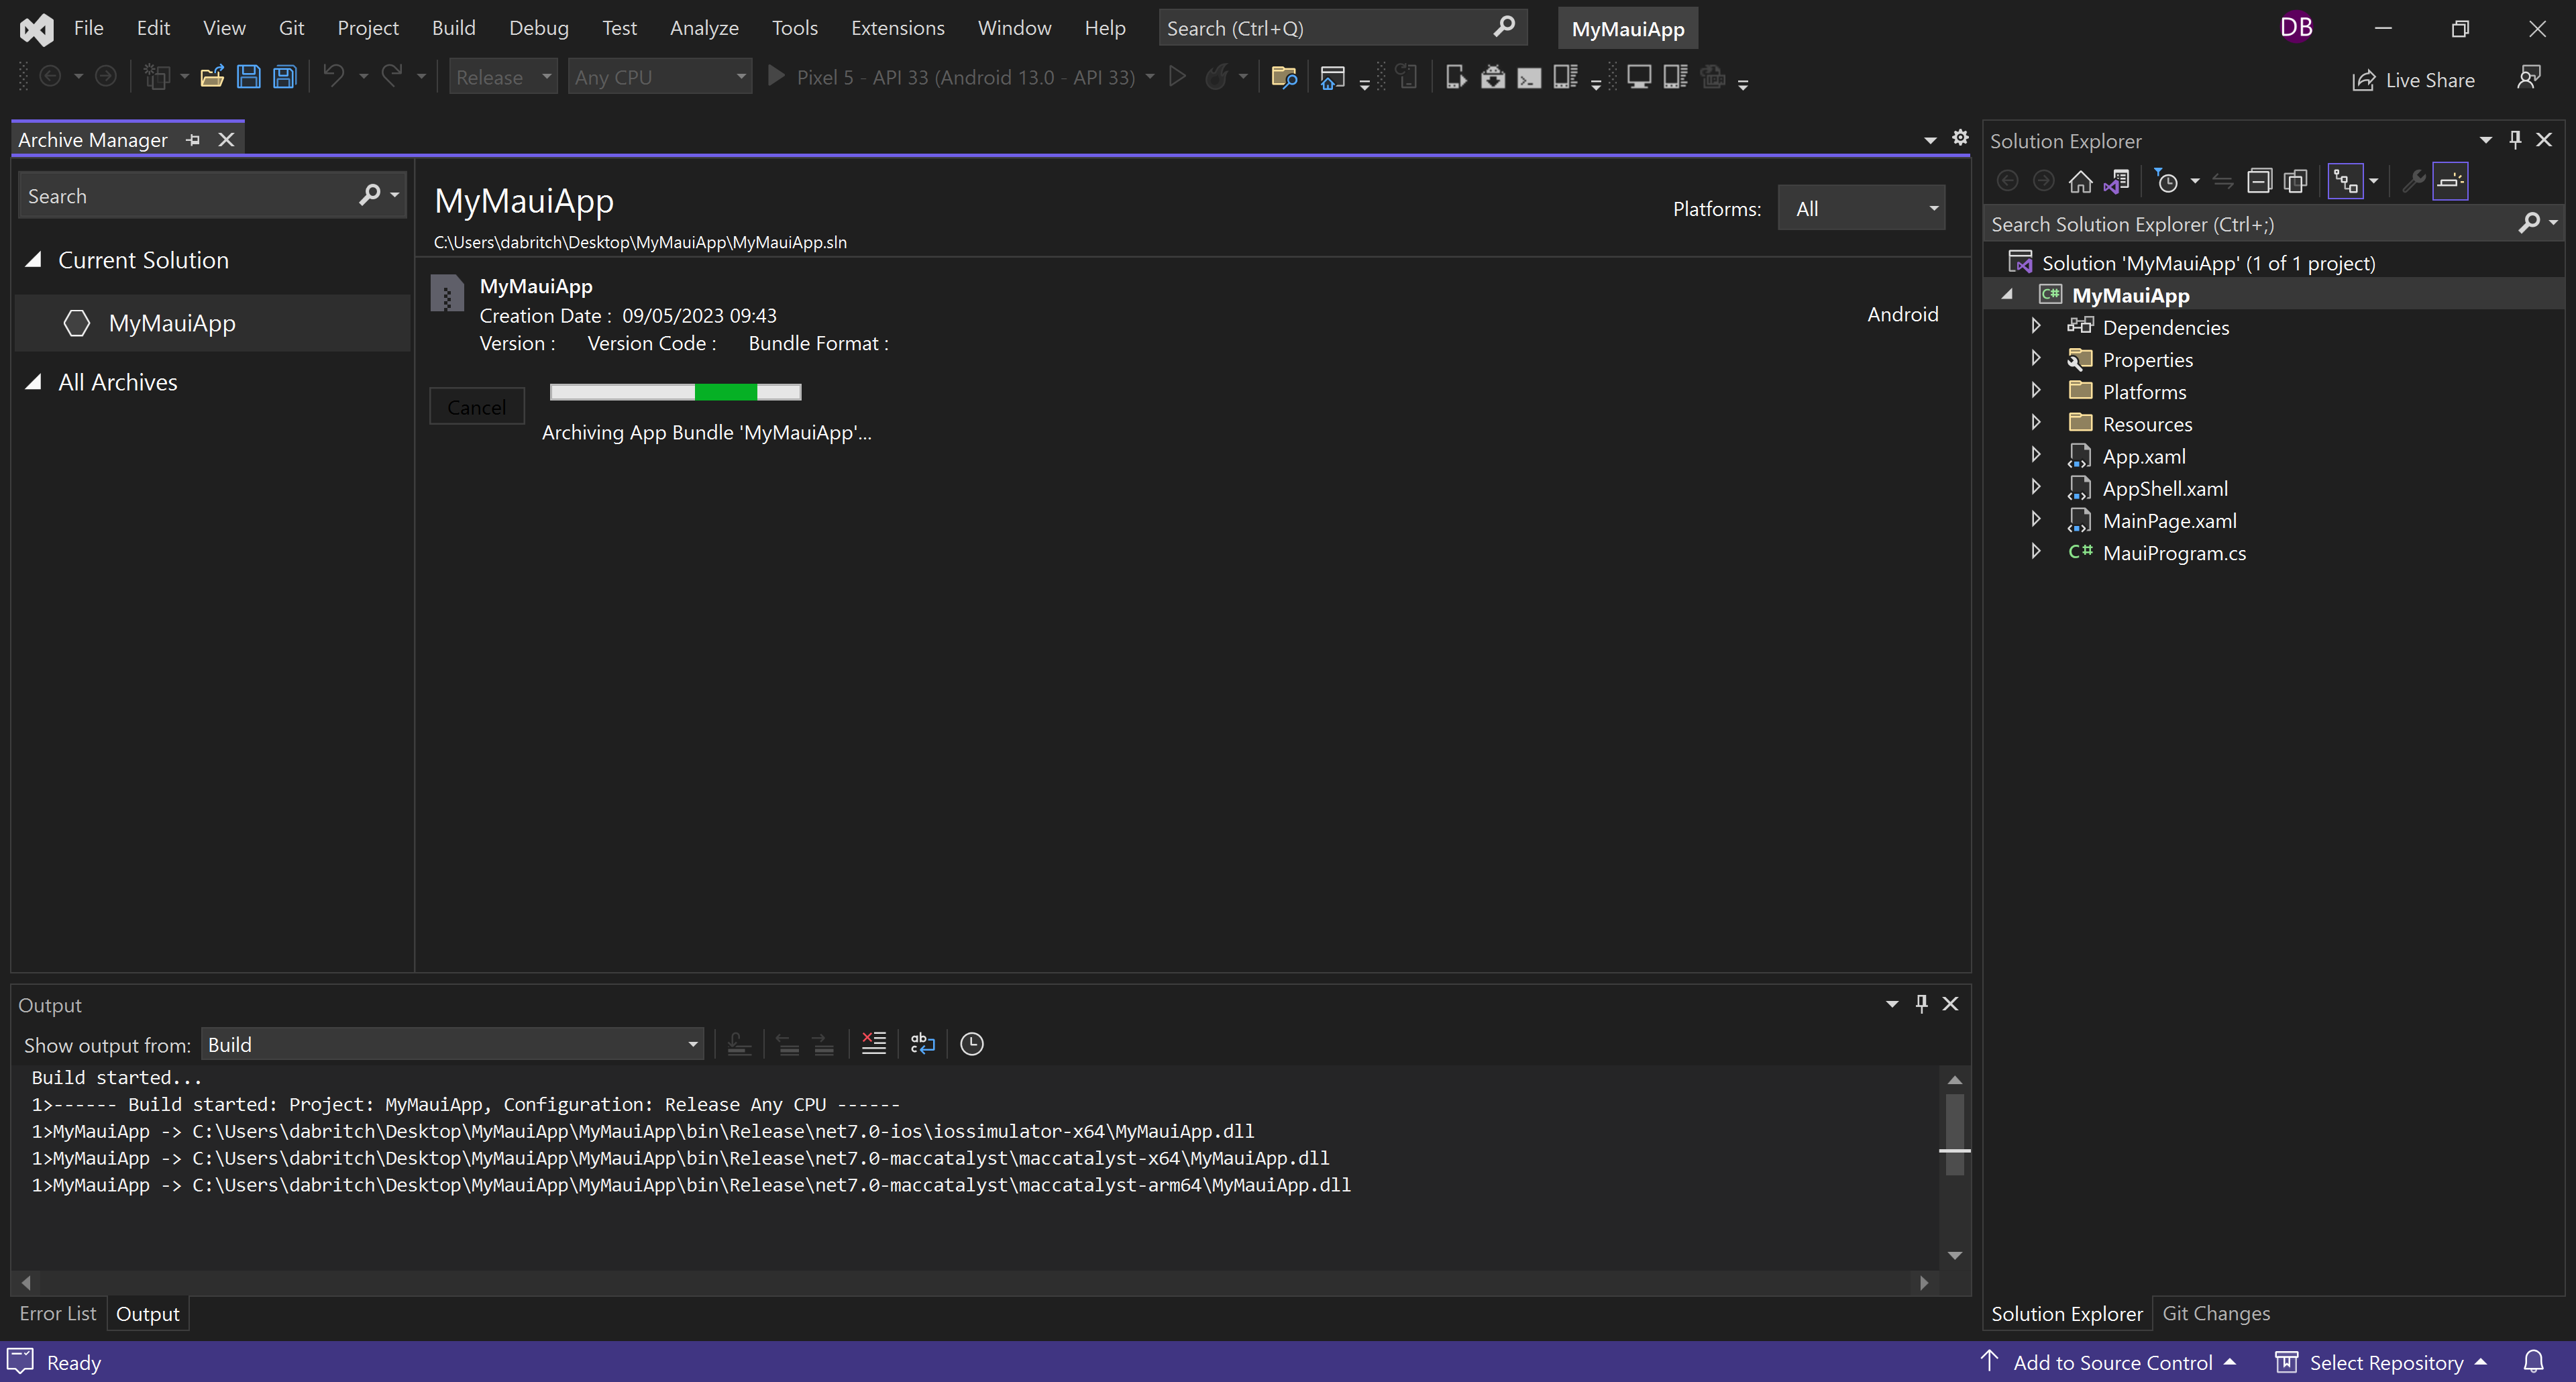 File Edit View Git Project Build Debug Test Analyze Tools Extensions Window Help Search (Ctrl+Q) MyMauiApp DB
Release Any CPU Pixel 5 - API 33 (Android 13.0 - API 33) Live Share
Archive Manager
Search
Current Solution
MyMauiApp
All Archives
MyMauiApp
Platforms: All
C:\Users\dabritch\Desktop\MyMauiApp\MyMauiApp.sln
MyMauiApp
Creation Date : 09/05/2023 09:43
Android
Version : Version Code : Bundle Format :
Cancel
Archiving App Bundle 'MyMauiApp'...
Output
Show output from: Build
Build started...
1>------ Build started: Project: MyMauiApp, Configuration: Release Any CPU ------
1>MyMauiApp -> C:\Users\dabritch\Desktop\MyMauiApp\MyMauiApp\bin\Release\net7.0-ios\iossimulator-x64\MyMauiApp.dll
1>MyMauiApp -> C:\Users\dabritch\Desktop\MyMauiApp\MyMauiApp\bin\Release\net7.0-maccatalyst\maccatalyst-x64\MyMauiApp.dll
1>MyMauiApp -> C:\Users\dabritch\Desktop\MyMauiApp\MyMauiApp\bin\Release\net7.0-maccatalyst\maccatalyst-arm64\MyMauiApp.dll
Error List Output
Solution Explorer
Search Solution Explorer (Ctrl+;)
Solution 'MyMauiApp' (1 of 1 project)
C# MyMauiApp
Dependencies
Properties
Platforms
Resources
App.xaml
AppShell.xaml
MainPage.xaml
C# MauiProgram.cs
Solution Explorer Git Changes
Ready Add to Source Control Select Repository